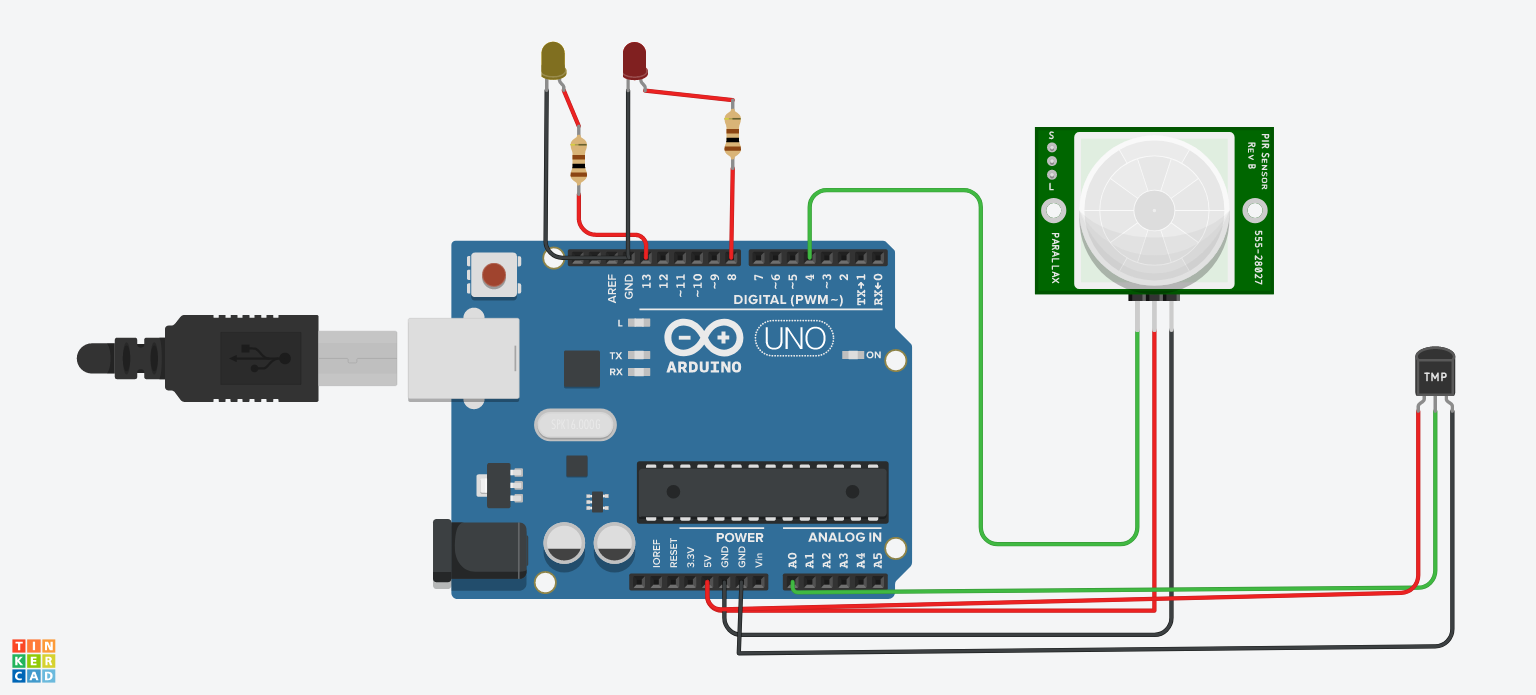 S
L
PIR SENSOR
REV B
PARALLAX
555-28027
AREF
GND
13
12
~11
~10
~9
8
7
~6
~5
4
~3
2
TX→1
RX←0
DIGITAL (PWM~)
L
TX
RX
ARDUINO
UNO
ON
TMP
SPK16.000G
POWER
ANALOG IN
IOREF
RESET
3.3V
5V
GND
GND
Vin
A0
A1
A2
A3
A4
A5
TIN
KER
CAD